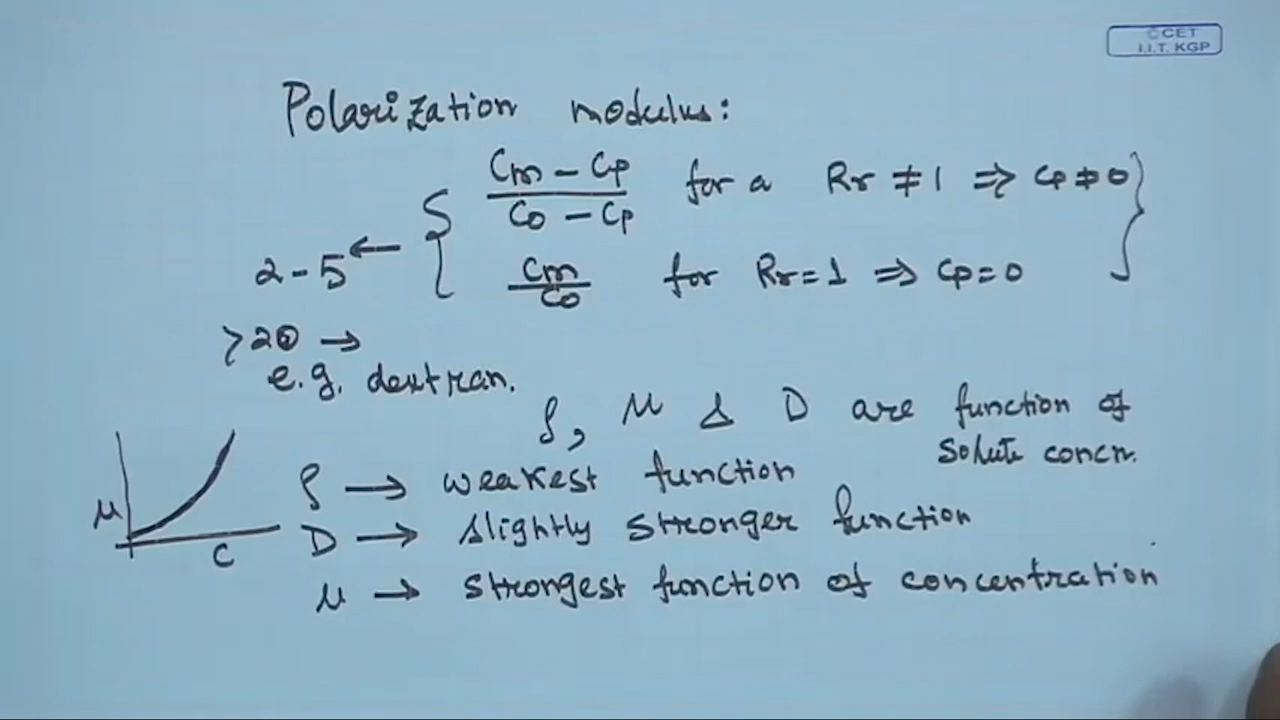 ©CET
I.I.T. KGP
Polarization modulus:
Cm – Cp / Co – Cp for a Rr ≠ 1 ⇒ Cp ≠ 0
2 – 5 ←
Cm / Co for Rr = 1 ⇒ Cp = 0
>20 →
e.g. dextran.
ρ, μ & D are function of
solute concn.
ρ → weakest function
D → slightly stronger function
μ → strongest function of concentration
μ
C